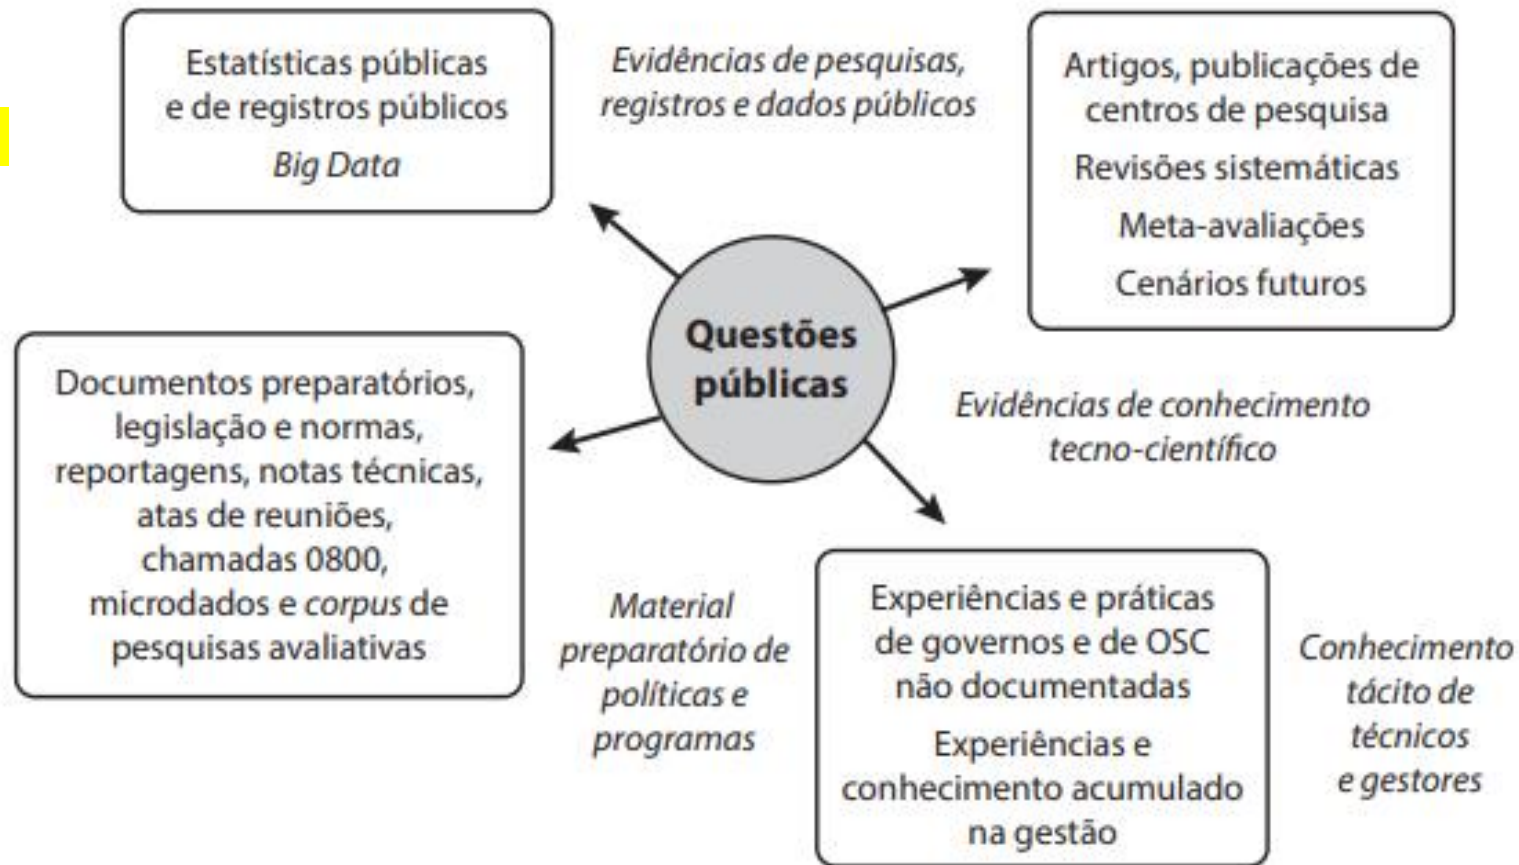 Estatísticas públicas
e de registros públicos
Big Data
Evidências de pesquisas,
registros e dados públicos
Artigos, publicações de
centros de pesquisa
Revisões sistemáticas
Meta-avaliações
Cenários futuros
Questões
públicas
Documentos preparatórios,
legislação e normas,
reportagens, notas técnicas,
atas de reuniões,
chamadas 0800,
microdados e corpus de
pesquisas avaliativas
Evidências de conhecimento
tecno-científico
Material
preparatório de
políticas e
programas
Experiências e práticas
de governos e de OSC
não documentadas
Experiências e
conhecimento acumulado
na gestão
Conhecimento
tácito de
técnicos
e gestores